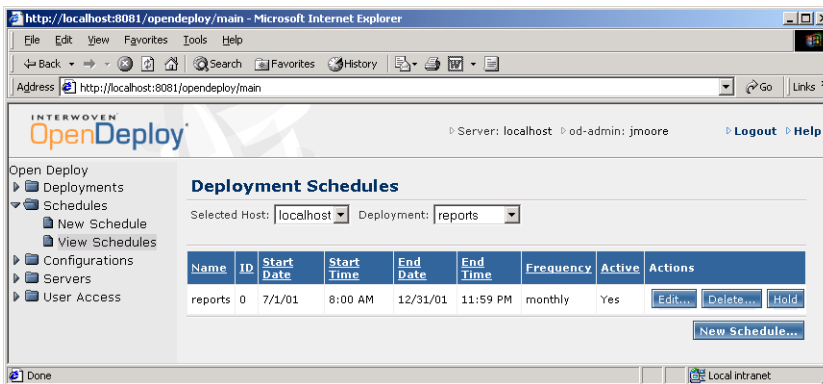 http://localhost:8081/opendeploy/main - Microsoft Internet Explorer
File Edit View Favorites Tools Help
Back Search Favorites History
Address http://localhost:8081/opendeploy/main Go Links
INTERWOVEN
OpenDeploy
Server: localhost od-admin: jmoore Logout Help
Open Deploy
Deployments
Schedules
New Schedule
View Schedules
Configurations
Servers
User Access
Deployment Schedules
Selected Host: localhost Deployment: reports
Name ID Start Date Start Time End Date End Time Frequency Active Actions
reports 0 7/1/01 8:00 AM 12/31/01 11:59 PM monthly Yes Edit... Delete... Hold
New Schedule...
Done Local intranet